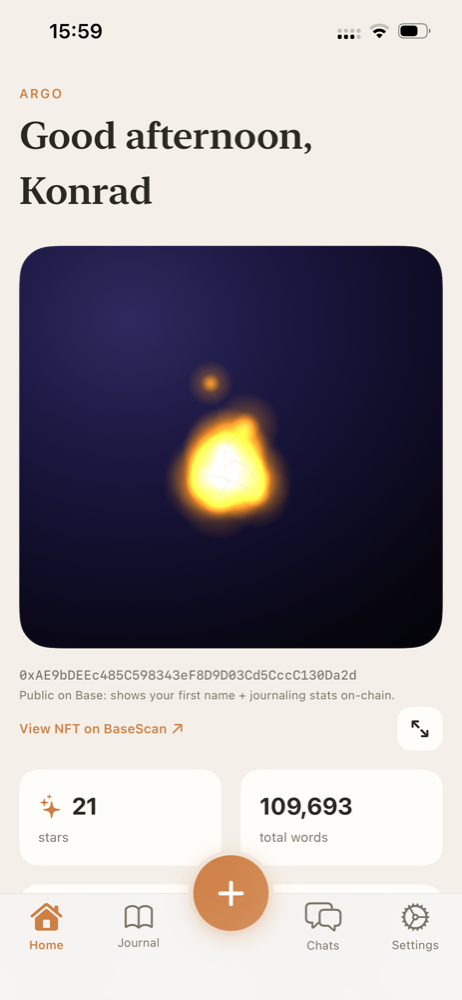 15:59
ARGO
Good afternoon,
Konrad
0xAE9bDEEc485C598343eF8D9D03Cd5CccC130Da2d
Public on Base: shows your first name + journaling stats on-chain.
View NFT on BaseScan ↗
21
stars
109,693
total words
Home
Journal
Chats
Settings